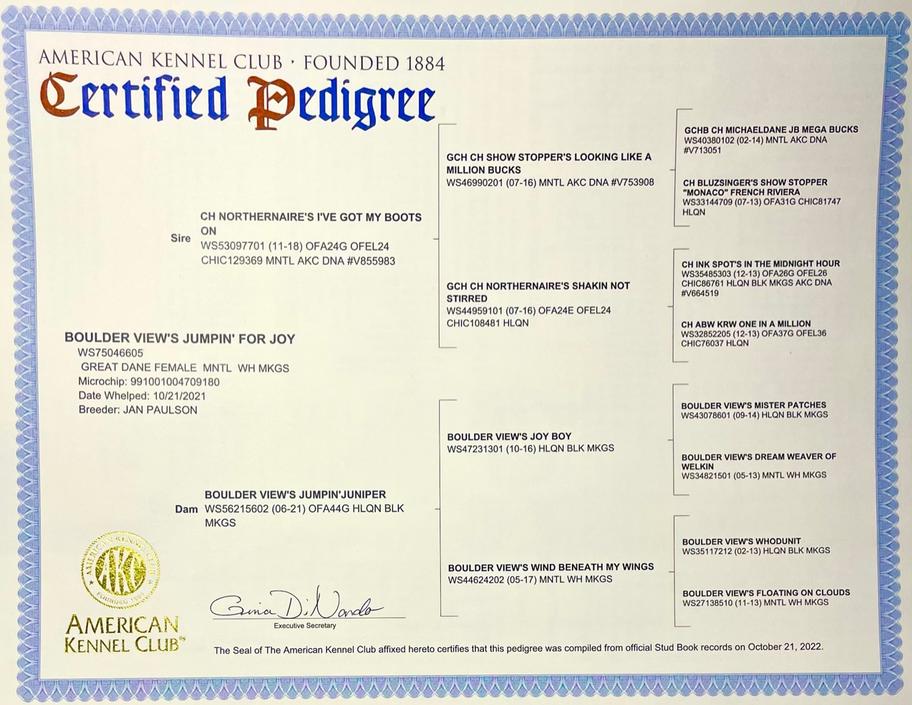 AMERICAN KENNEL CLUB · FOUNDED 1884
Certified Pedigree
GCHB CH MICHAELDANE JB MEGA BUCKS
WS40380102 (02-14) MNTL AKC DNA
#V713051
GCH CH SHOW STOPPER'S LOOKING LIKE A
MILLION BUCKS
WS46990201 (07-16) MNTL AKC DNA #V753908
CH BLUZSINGER'S SHOW STOPPER
"MONACO" FRENCH RIVIERA
WS33144709 (07-13) OFA31G CHIC81747
HLQN
Sire
CH NORTHERNAIRE'S I'VE GOT MY BOOTS
ON
WS53097701 (11-18) OFA24G OFEL24
CHIC129369 MNTL AKC DNA #V855983
CH INK SPOT'S IN THE MIDNIGHT HOUR
WS35485303 (12-13) OFA26G OFEL26
CHIC86761 HLQN BLK MKGS AKC DNA
#V664519
GCH CH NORTHERNAIRE'S SHAKIN NOT
STIRRED
WS44959101 (07-16) OFA24E OFEL24
CHIC108481 HLQN
CH ABW KRW ONE IN A MILLION
WS32852205 (12-13) OFA37G OFEL36
CHIC76037 HLQN
BOULDER VIEW'S JUMPIN' FOR JOY
WS75046605
GREAT DANE FEMALE MNTL WH MKGS
Microchip: 991001004709180
Date Whelped: 10/21/2021
Breeder: JAN PAULSON
BOULDER VIEW'S MISTER PATCHES
WS43078601 (09-14) HLQN BLK MKGS
BOULDER VIEW'S JOY BOY
WS47231301 (10-16) HLQN BLK MKGS
BOULDER VIEW'S DREAM WEAVER OF
WELKIN
WS34821501 (05-13) MNTL WH MKGS
Dam
BOULDER VIEW'S JUMPIN'JUNIPER
WS56215602 (06-21) OFA44G HLQN BLK
MKGS
BOULDER VIEW'S WHODUNIT
WS35117212 (02-13) HLQN BLK MKGS
BOULDER VIEW'S WIND BENEATH MY WINGS
WS44624202 (05-17) MNTL WH MKGS
BOULDER VIEW'S FLOATING ON CLOUDS
WS27138510 (11-13) MNTL WH MKGS
AMERICAN KENNEL CLUB
AKC
FOUNDED 1884
AMERICAN
KENNEL CLUB
Gina DiNardo
Executive Secretary
The Seal of The American Kennel Club affixed hereto certifies that this pedigree was compiled from official Stud Book records on October 21, 2022.